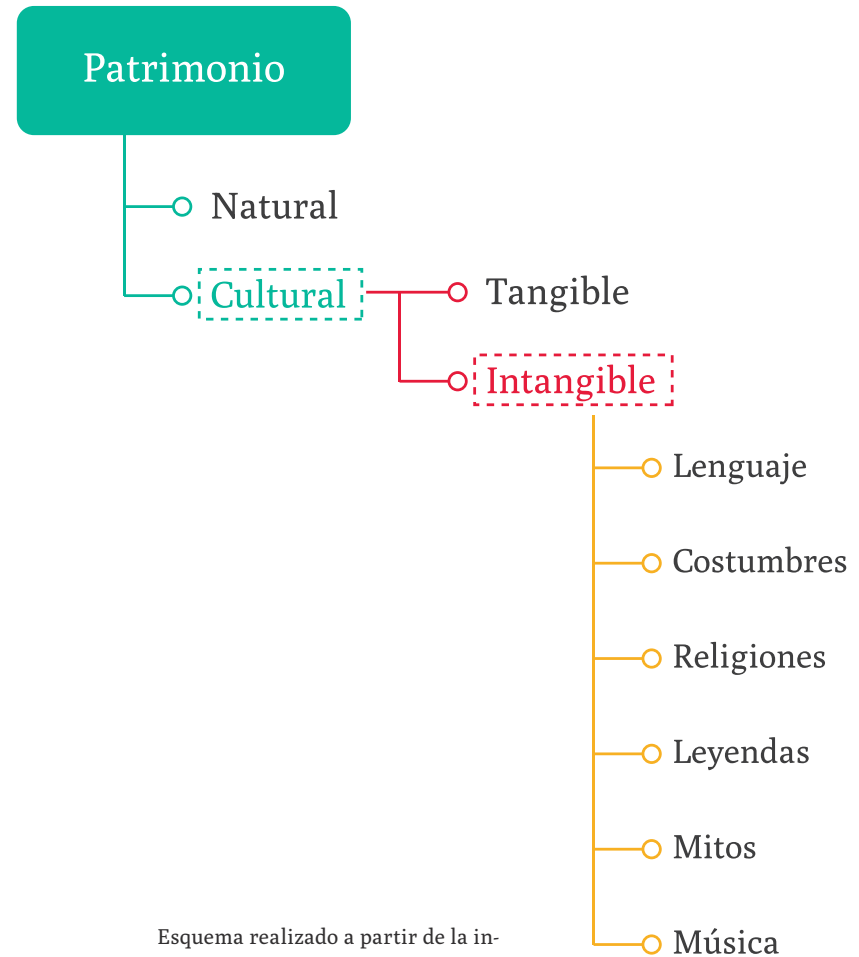 Patrimonio
Natural
Cultural
Tangible
Intangible
Lenguaje
Costumbres
Religiones
Leyendas
Mitos
Música
Esquema realizado a partir de la in-